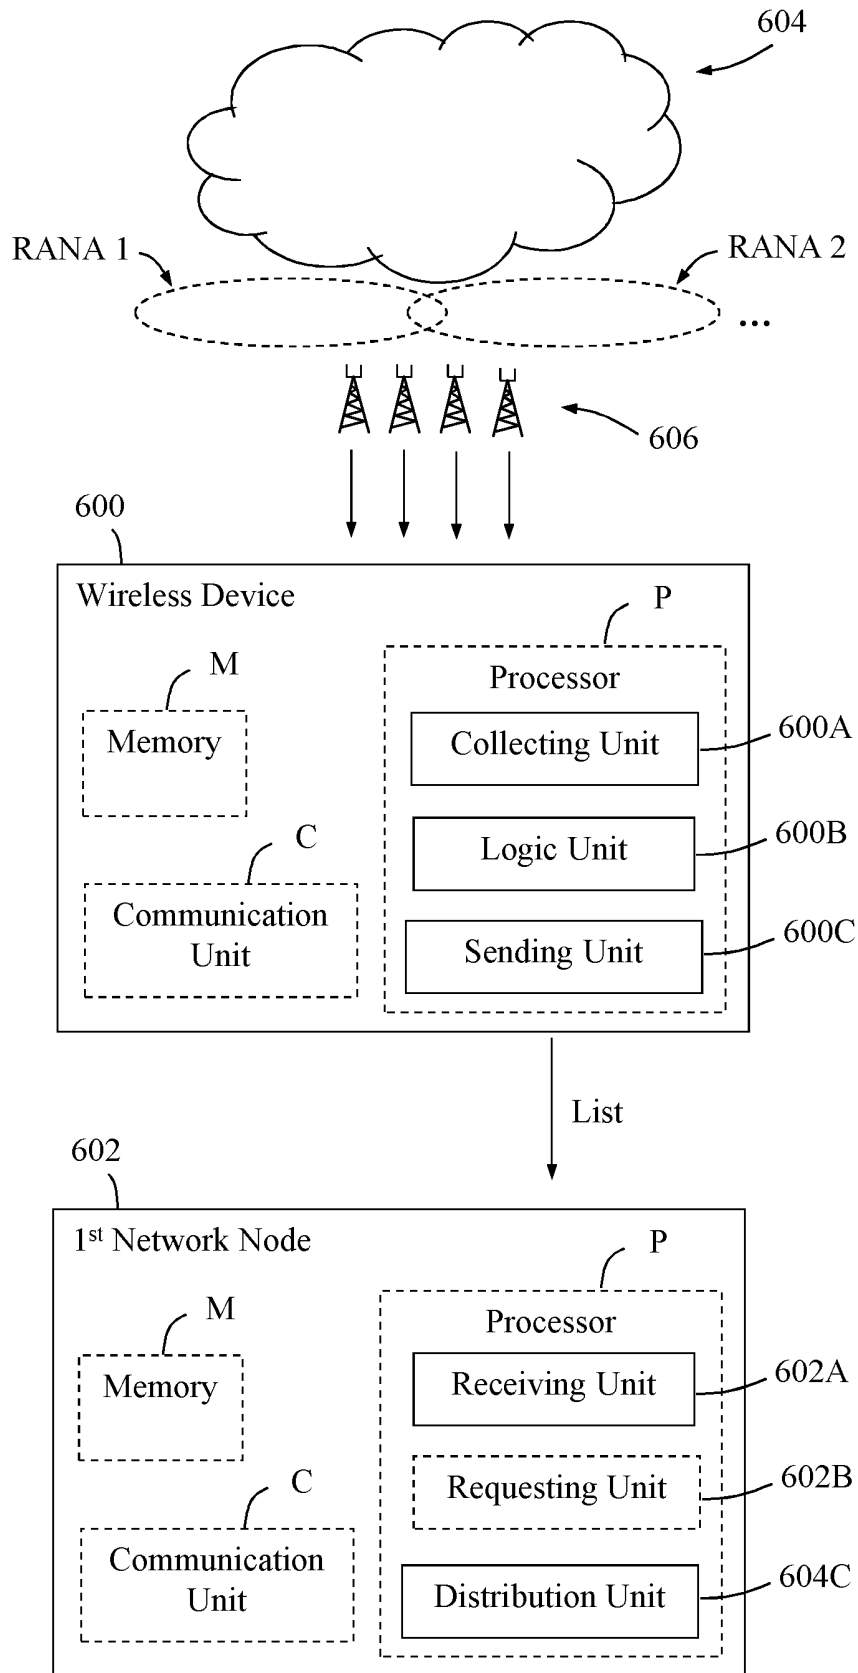 604
RANA 1
RANA 2
...
606
600
Wireless Device
P
M
Processor
Memory
Collecting Unit
600A
C
Logic Unit
600B
Communication
Unit
Sending Unit
600C
List
602
1st Network Node
P
M
Processor
Memory
Receiving Unit
602A
C
Requesting Unit
602B
Communication
Unit
Distribution Unit
604C